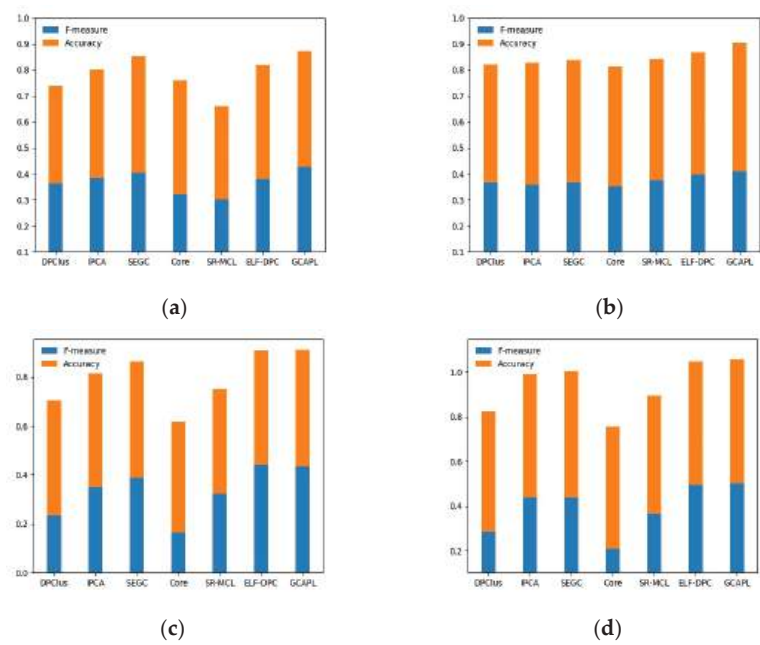 F-measure
Accuracy
1.0
0.9
0.8
0.7
0.6
0.5
0.4
0.3
0.2
0.1
DPClus IPCA SEGC Core SR-MCL ELF-DPC GCAPL
(a)
F-measure
Accuracy
1.0
0.9
0.8
0.7
0.6
0.5
0.4
0.3
0.2
0.1
DPClus IPCA SEGC Core SR-MCL ELF-DPC GCAPL
(b)
F-measure
Accuracy
0.8
0.6
0.4
0.2
0.0
DPClus IPCA SEGC Core SR-MCL ELF-DPC GCAPL
(c)
F-measure
Accuracy
1.0
0.8
0.6
0.4
0.2
DPClus IPCA SEGC Core SR-MCL ELF-DPC GCAPL
(d)